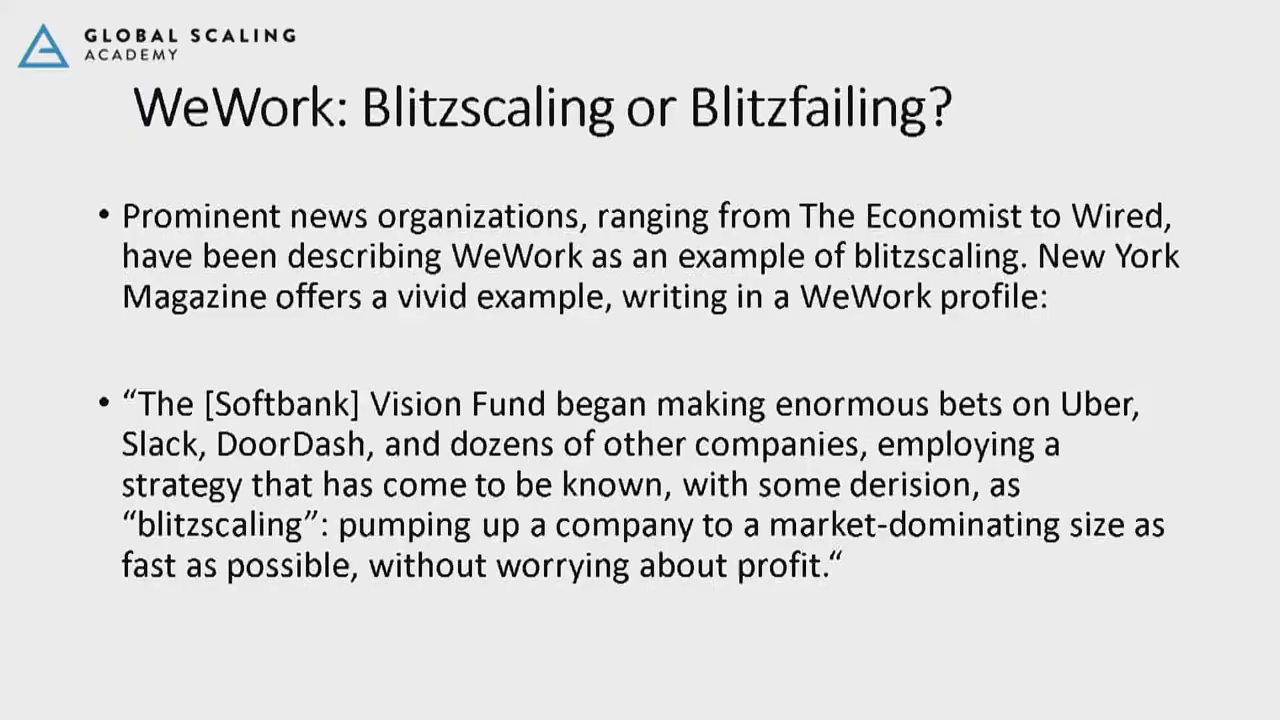 GLOBAL SCALING
ACADEMY
WeWork: Blitzscaling or Blitzfailing?
• Prominent news organizations, ranging from The Economist to Wired,
have been describing WeWork as an example of blitzscaling. New York
Magazine offers a vivid example, writing in a WeWork profile:
• “The [Softbank] Vision Fund began making enormous bets on Uber,
Slack, DoorDash, and dozens of other companies, employing a
strategy that has come to be known, with some derision, as
“blitzscaling”: pumping up a company to a market-dominating size as
fast as possible, without worrying about profit.“